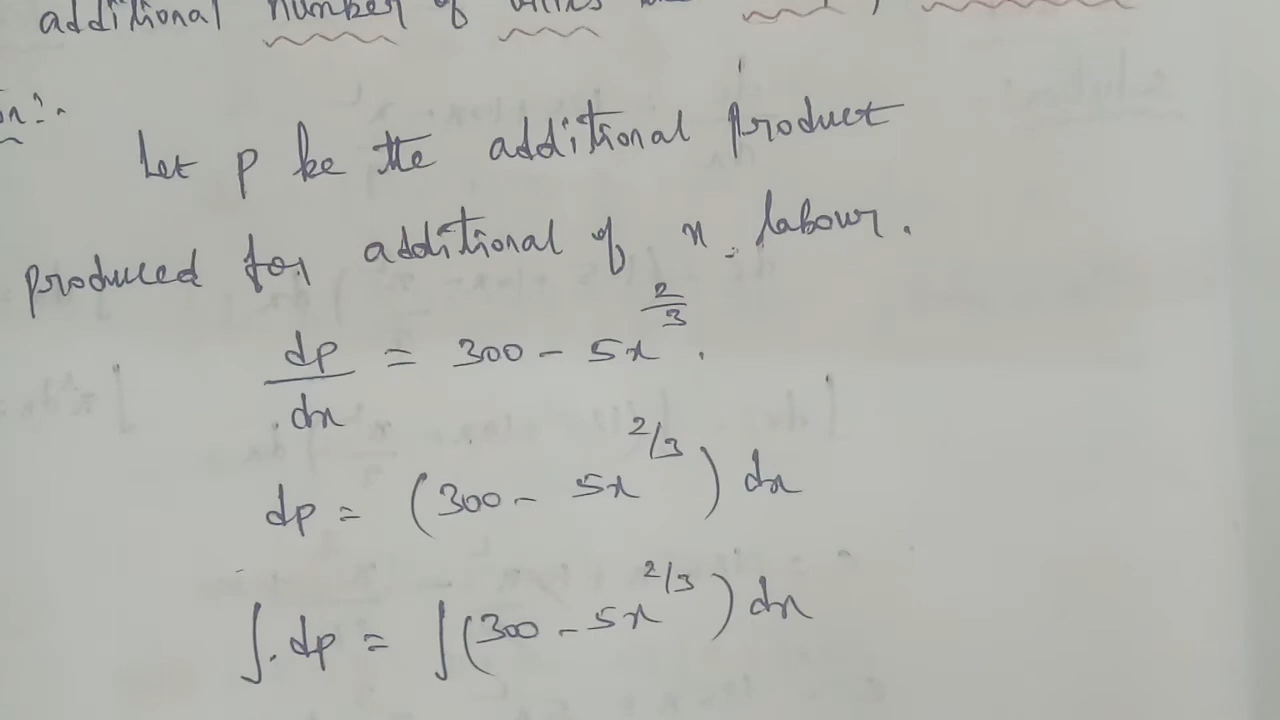 additional number of units
Let p be the additional product
produced for additional of x labour.
dp/dx = 300 - 5x^2/3.
dp = (300 - 5x^2/3) dx
∫ dp = ∫(300 - 5x^2/3) dx